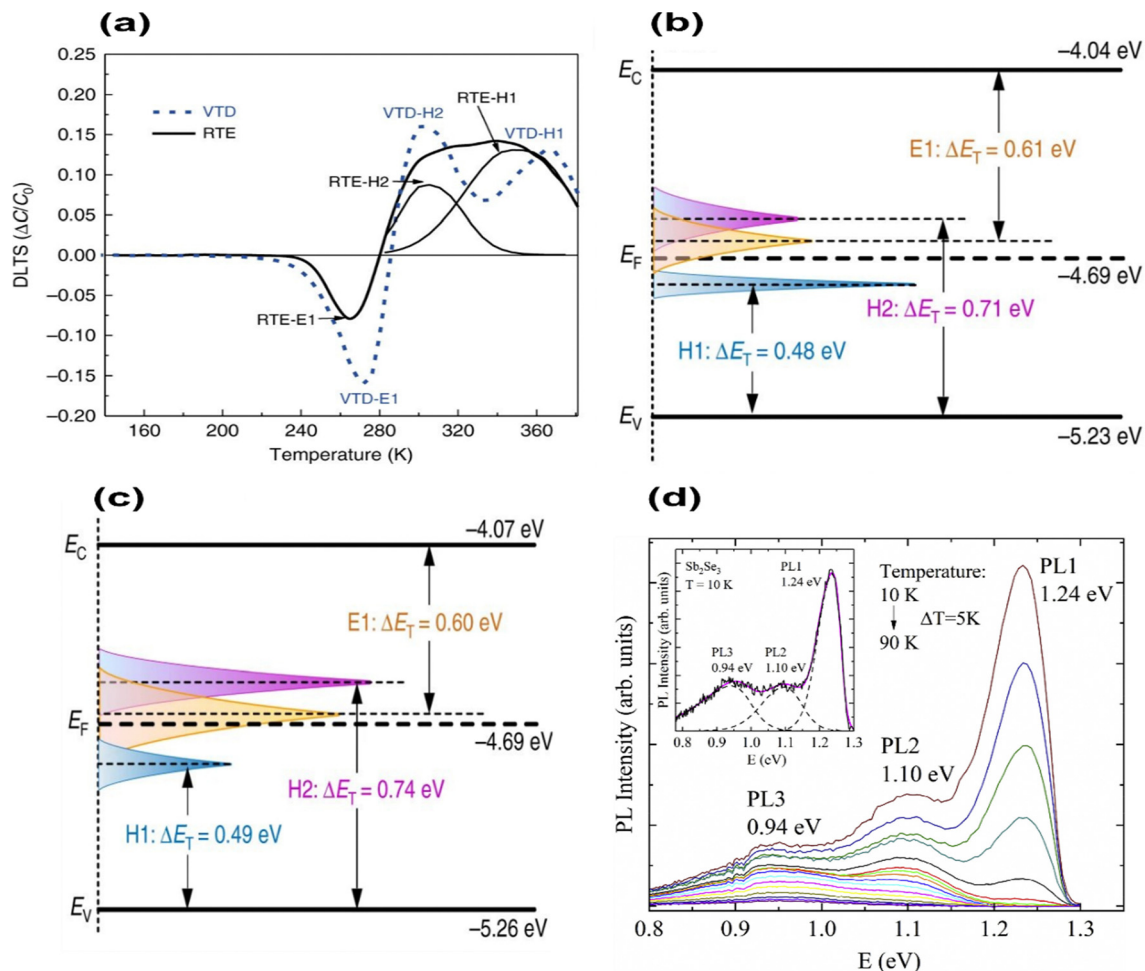 (a)
DLTS (ΔC/C0)
0.25
0.20
0.15
0.10
0.05
0.00
−0.05
−0.10
−0.15
−0.20
VTD
RTE
VTD-H2
RTE-H1
VTD-H1
RTE-H2
RTE-E1
VTD-E1
160 200 240 280 320 360
Temperature (K)
(b)
EC
−4.04 eV
E1: ΔET = 0.61 eV
EF
−4.69 eV
H2: ΔET = 0.71 eV
H1: ΔET = 0.48 eV
EV
−5.23 eV
(c)
EC
−4.07 eV
E1: ΔET = 0.60 eV
EF
−4.69 eV
H2: ΔET = 0.74 eV
H1: ΔET = 0.49 eV
EV
−5.26 eV
(d)
PL Intensity (arb. units)
PL Intensity (arb. units)
Sb2Se3
T = 10 K
PL1
1.24 eV
PL3
0.94 eV
PL2
1.10 eV
0.8 0.9 1.0 1.1 1.2 1.3
E (eV)
Temperature:
10 K
ΔT=5K
90 K
PL1
1.24 eV
PL2
1.10 eV
PL3
0.94 eV
0.8 0.9 1.0 1.1 1.2 1.3
E (eV)